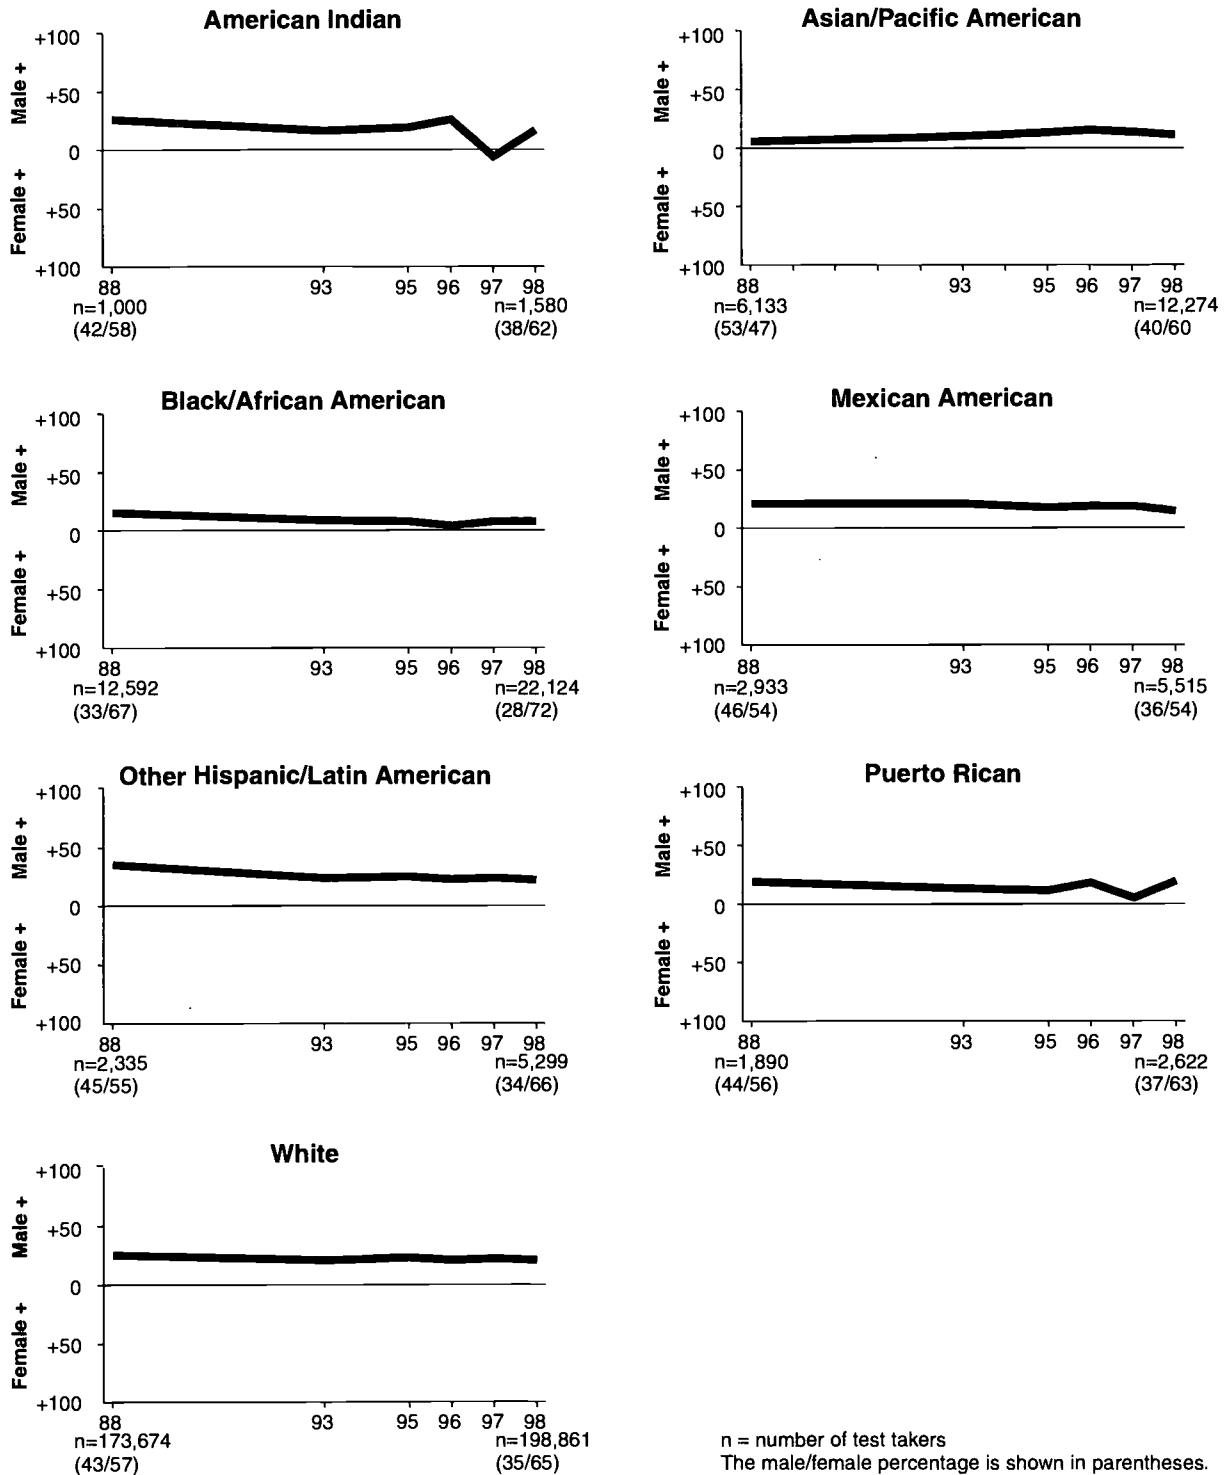 American Indian
+100
+50
0
+50
+100
Male +
Female +
88
93
95
96
97
98
n=1,000
(42/58)
n=1,580
(38/62)
Asian/Pacific American
+100
+50
0
+50
+100
Male +
Female +
88
93
95
96
97
98
n=6,133
(53/47)
n=12,274
(40/60
Black/African American
+100
+50
0
+50
+100
Male +
Female +
88
93
95
96
97
98
n=12,592
(33/67)
n=22,124
(28/72)
Mexican American
+100
+50
0
+50
+100
Male +
Female +
88
93
95
96
97
98
n=2,933
(46/54)
n=5,515
(36/54)
Other Hispanic/Latin American
+100
+50
0
+50
+100
Male +
Female +
88
93
95
96
97
98
n=2,335
(45/55)
n=5,299
(34/66)
Puerto Rican
+100
+50
0
+50
+100
Male +
Female +
88
93
95
96
97
98
n=1,890
(44/56)
n=2,622
(37/63)
White
+100
+50
0
+50
+100
Male +
Female +
88
93
95
96
97
98
n=173,674
(43/57)
n=198,861
(35/65)
n = number of test takers
The male/female percentage is shown in parentheses.